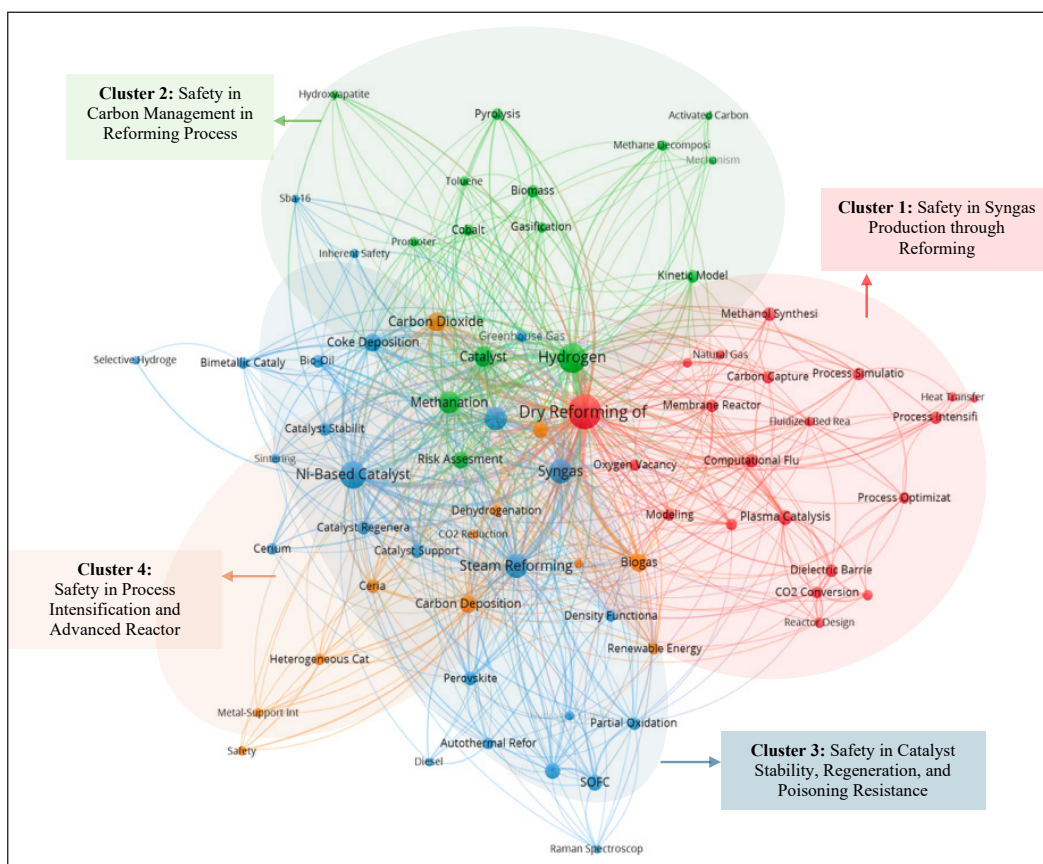 Hydroxyapatite
Cluster 2: Safety in
Carbon Management in
Reforming Process
Pyrolysis
Activated Carbon
Methane Decomposi
Mechanism
Toluene
Biomass
Sba-16
Cluster 1: Safety in Syngas
Production through
Reforming
Cobalt
Gasification
Promoter
Inherent Safety
Kinetic Model
Carbon Dioxide
Methanol Synthesi
Greenhouse Gas
Coke Deposition
Selective Hydroge
Bimetallic Cataly
Bio-Oil
Catalyst
Hydrogen
Natural Gas
Carbon Capture
Process Simulatio
Heat Transfer
Methanation
Dry Reforming of
Membrane Reactor
Fluidized Bed Rea
Process Intensifi
Catalyst Stabilit
Sintering
Risk Assesment
Ni-Based Catalyst
Syngas
Oxygen Vacancy
Computational Flu
Process Optimizat
Dehydrogenation
Modeling
Plasma Catalysis
Catalyst Regenera
CO2 Reduction
Cerium
Catalyst Support
Steam Reforming
Biogas
Cluster 4:
Safety in Process
Intensification and
Advanced Reactor
Ceria
Dielectric Barrie
CO2 Conversion
Carbon Deposition
Density Functiona
Reactor Design
Renewable Energy
Heterogeneous Cat
Perovskite
Metal-Support Int
Partial Oxidation
Safety
Autothermal Refor
Diesel
SOFC
Cluster 3: Safety in Catalyst
Stability, Regeneration, and
Poisoning Resistance
Raman Spectroscop